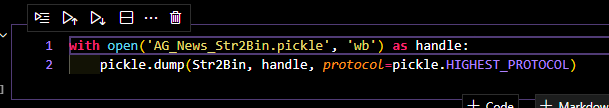 1 with open('AG_News_Str2Bin.pickle', 'wb') as handle:
2 pickle.dump(Str2Bin, handle, protocol=pickle.HIGHEST_PROTOCOL)
]
+ Code + Markdow